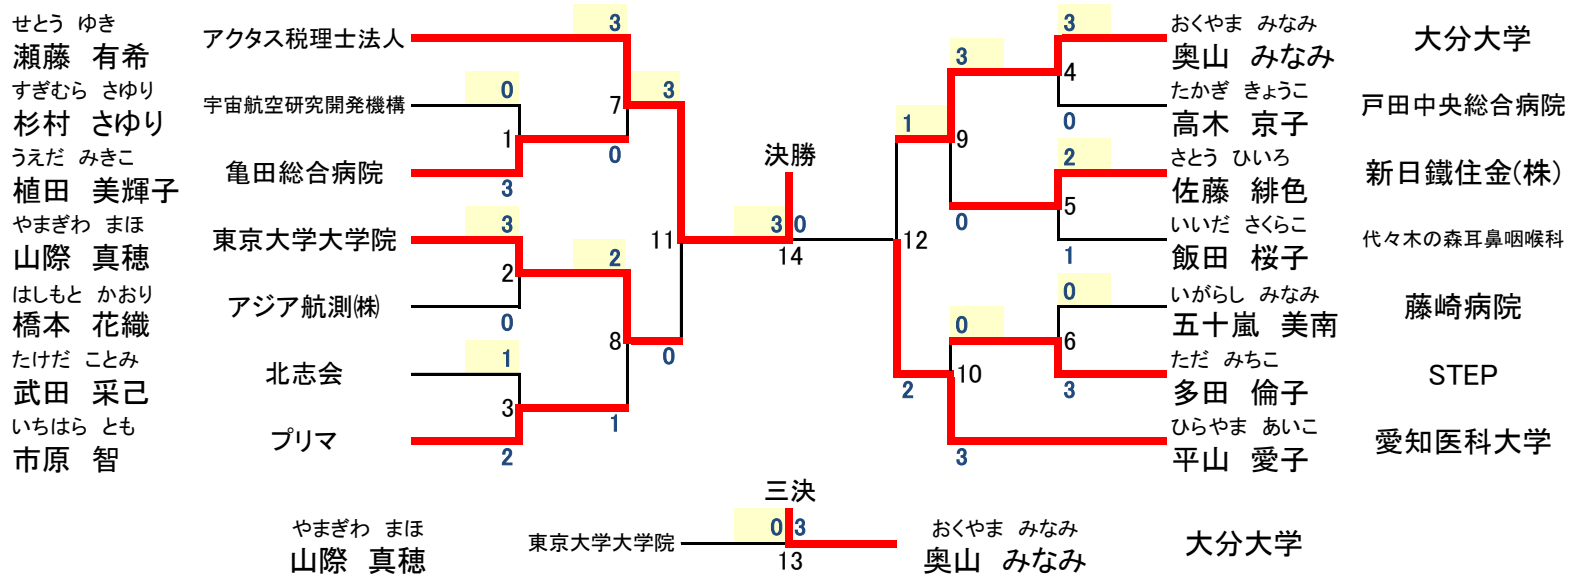 せとう ゆき
瀬藤 有希
アクタス税理士法人
3
すぎむら さゆり
杉村 さゆり
宇宙航空研究開発機構
0
7
3
1
うえだ みきこ
植田 美輝子
亀田総合病院
3
0
やまぎわ まほ
山際 真穂
東京大学大学院
3
2
2
11
はしもと かおり
橋本 花織
アジア航測㈱
0
8
0
たけだ ことみ
武田 采己
北志会
1
3
1
いちはら とも
市原 智
プリマ
2
決勝
3 0
14
3
おくやま みなみ
奥山 みなみ
大分大学
3
4
たかぎ きょうこ
高木 京子
戸田中央総合病院
0
1
9
さとう ひいろ
佐藤 緋色
新日鐵住金(株)
2
5
0
いいだ さくらこ
飯田 桜子
代々木の森耳鼻咽喉科
1
12
いがらし みなみ
五十嵐 美南
藤崎病院
0
0
6
ただ みちこ
多田 倫子
STEP
3
10
2
ひらやま あいこ
平山 愛子
愛知医科大学
3
三決
やまぎわ まほ
山際 真穂
東京大学大学院
0 3
13
おくやま みなみ
奥山 みなみ
大分大学